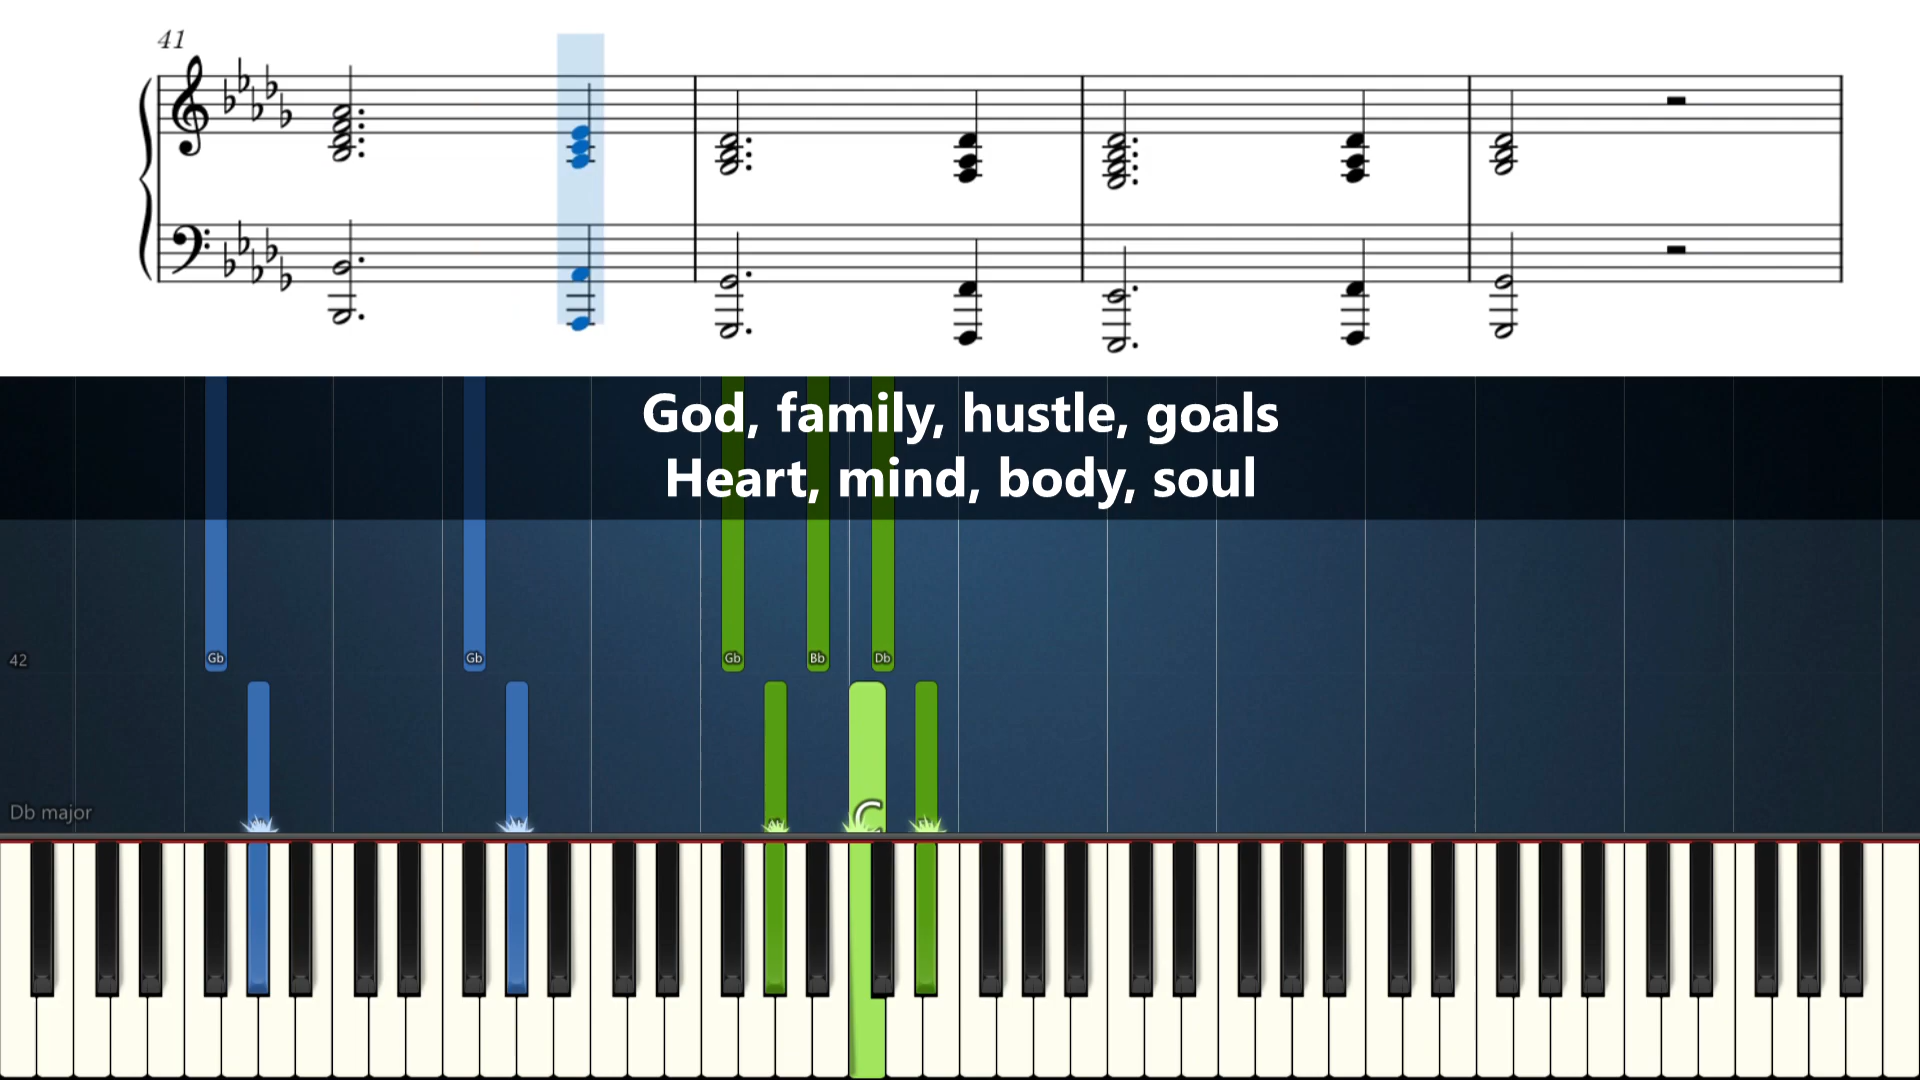 41
God, family, hustle, goals
Heart, mind, body, soul
Gb Gb Gb Bb Db
42
Db major
C